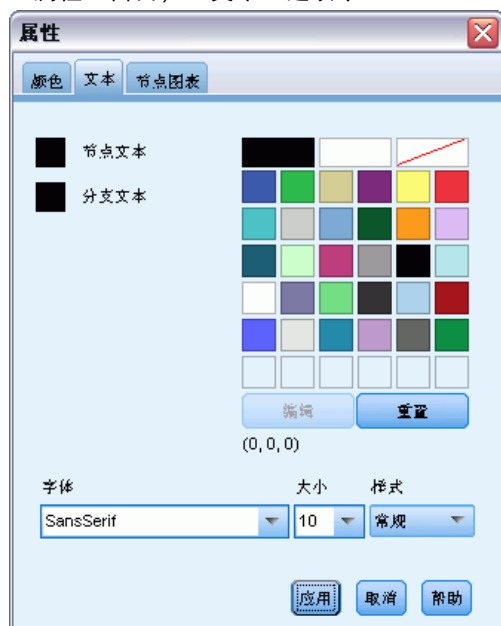 属性
颜色 文本 节点图表
节点文本
分支文本
编辑 重置
(0, 0, 0)
字体 大小 样式
SansSerif 10 常规
应用 取消 帮助